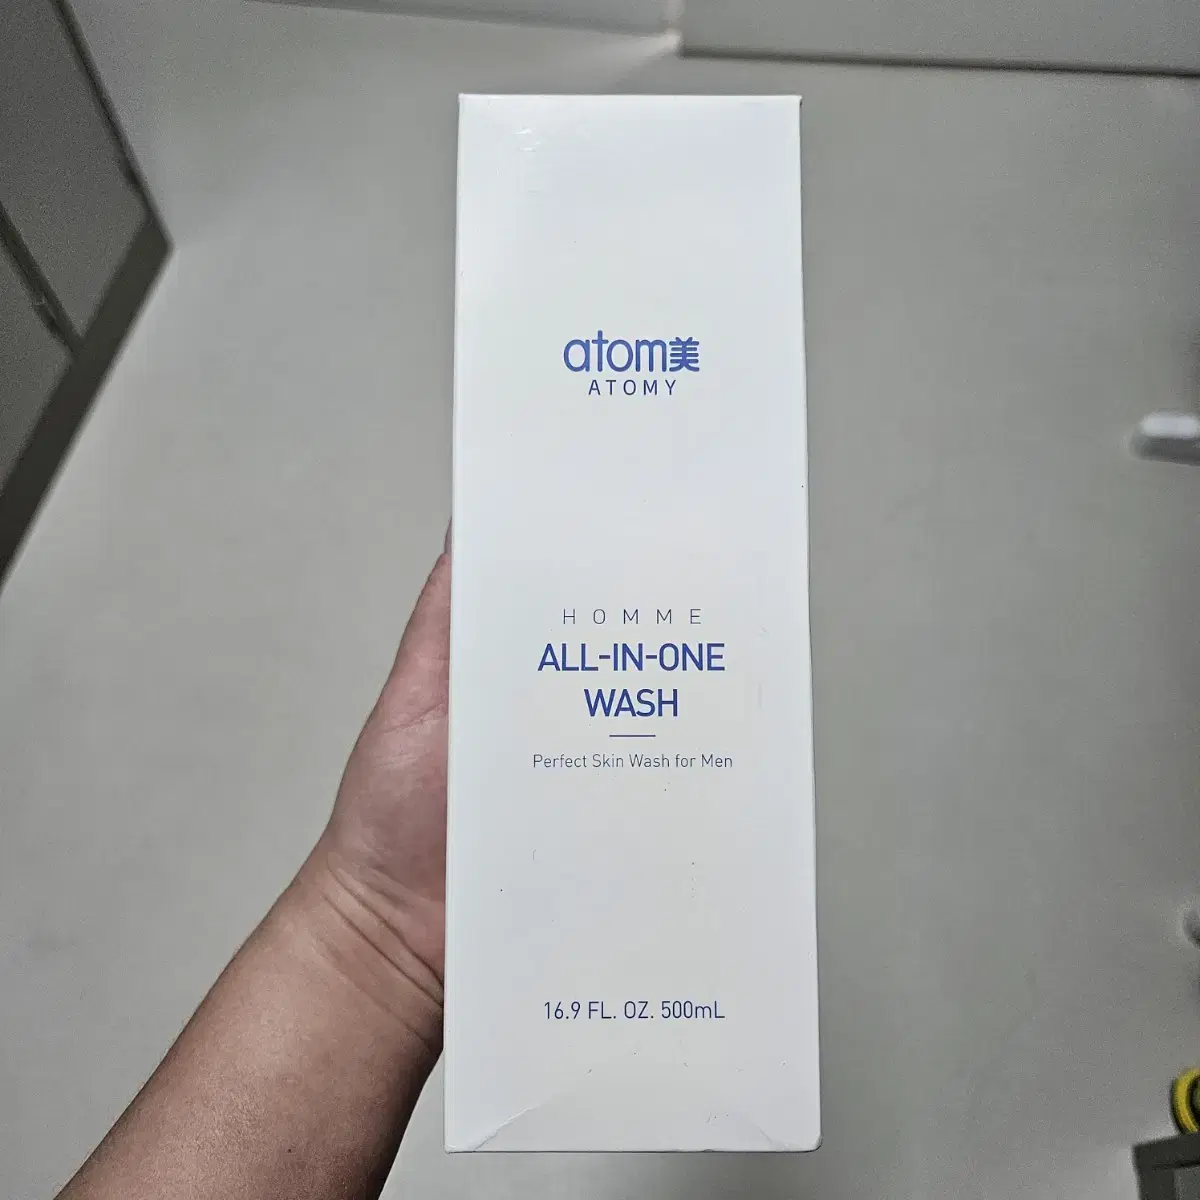 atom美
ATOMY
HOMME
ALL-IN-ONE
WASH
Perfect Skin Wash for Men
16.9 FL. OZ. 500mL